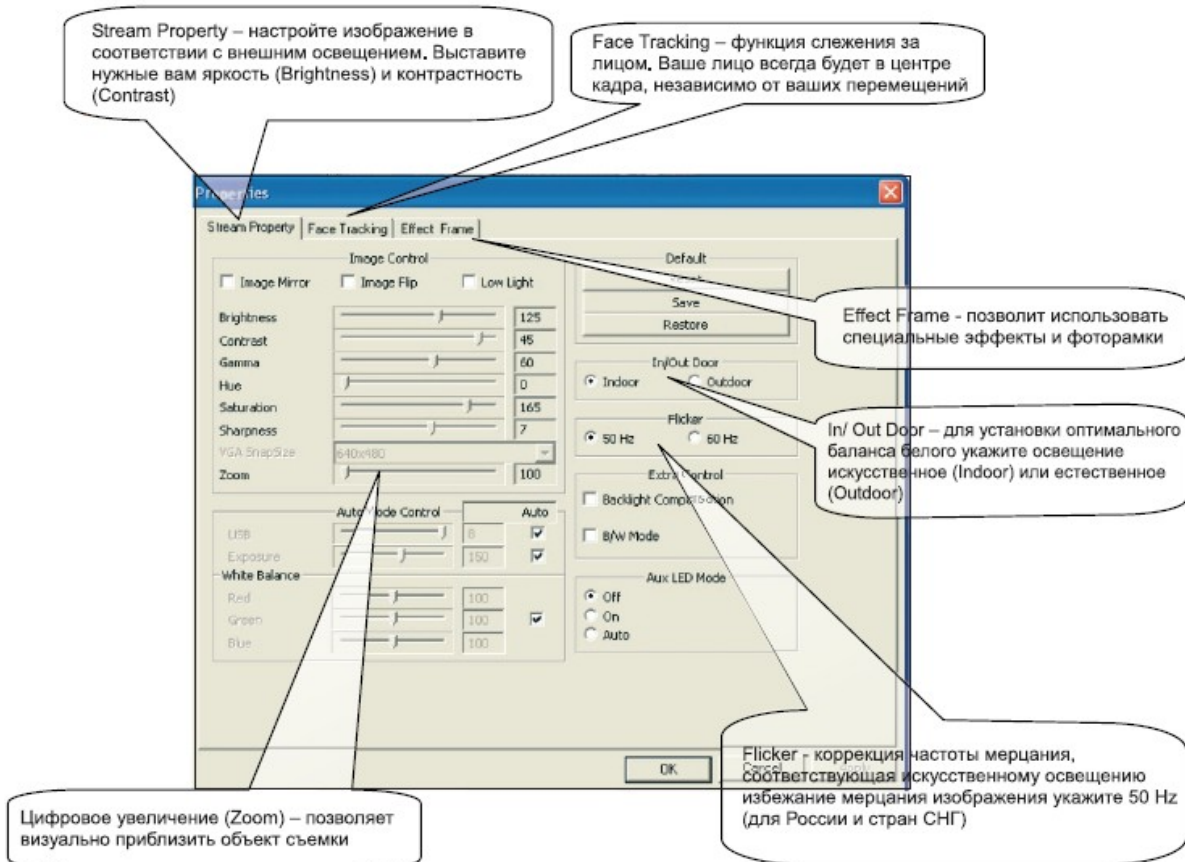 Stream Property – настройте изображение в
соответствии с внешним освещением. Выставите
нужные вам яркость (Brightness) и контрастность
(Contrast)
Face Tracking – функция слежения за
лицом. Ваше лицо всегда будет в центре
кадра, независимо от ваших перемещений
Properties
Stream Property Face Tracking Effect Frame
Image Control
Image Mirror Image Flip Low Light
Brightness 125
Contrast 45
Gamma 60
Hue 0
Saturation 165
Sharpness 7
VGA SnapSize 640x480
Zoom 100
Auto Mode Control Auto
USB 8
Exposure 150
White Balance
Red 100
Green 100
Blue 100
Default
Save
Restore
In/Out Door
Indoor Outdoor
Flicker
50 Hz 60 Hz
Extra Control
Backlight Compensation
B/W Mode
Aux LED Mode
Off
On
Auto
OK Cancel Apply
Effect Frame - позволит использовать
специальные эффекты и фоторамки
In/ Out Door – для установки оптимального
баланса белого укажите освещение
искусственное (Indoor) или естественное
(Outdoor)
Flicker - коррекция частоты мерцания,
соответствующая искусственному освещению
избежание мерцания изображения укажите 50 Hz
(для России и стран СНГ)
Цифровое увеличение (Zoom) – позволяет
визуально приблизить объект съемки